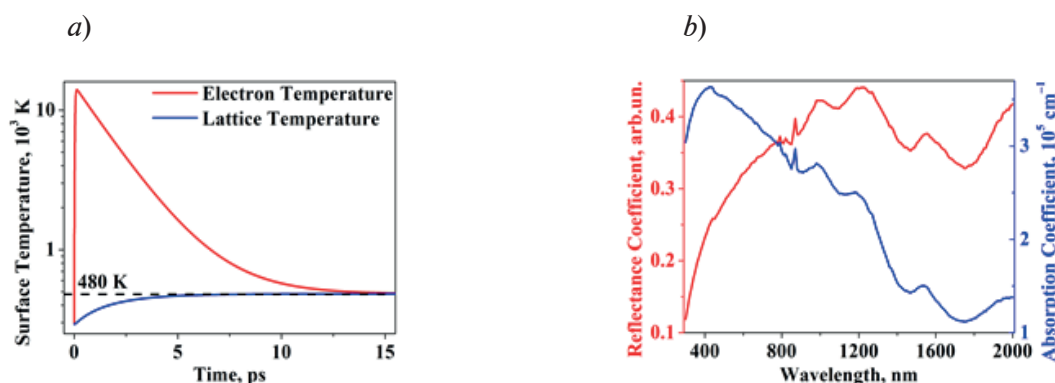 a)
b)
Surface Temperature, 10³ K
10
1
Electron Temperature
Lattice Temperature
480 K
0
5
10
15
Time, ps
Reflectance Coefficient, arb.un.
0.4
0.3
0.2
0.1
400
800
1200
1600
2000
Wavelength, nm
3
2
1
Absorption Coefficient, 10⁵ cm⁻¹